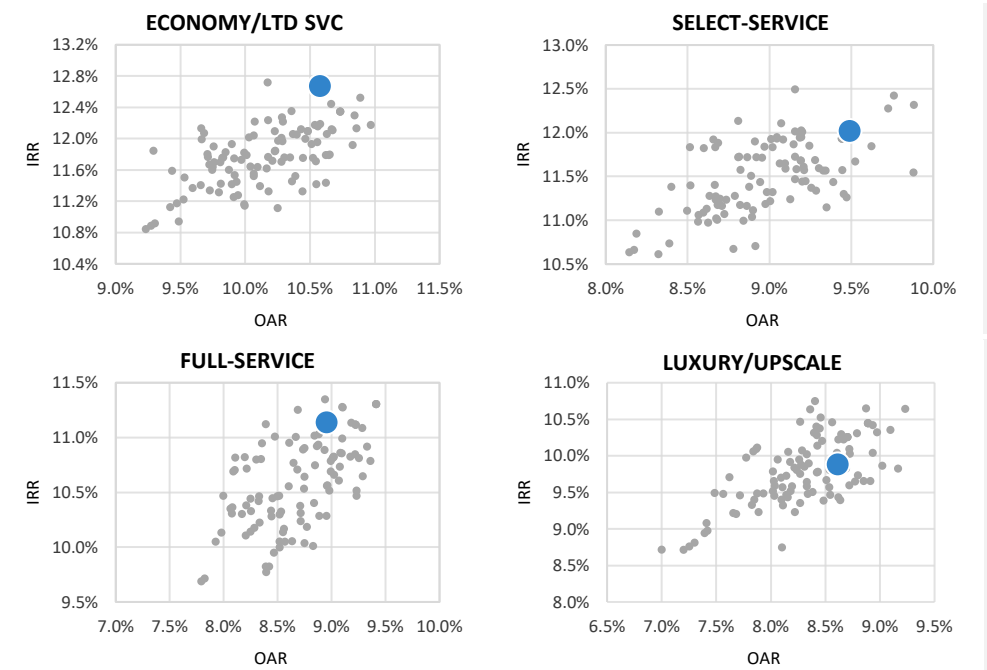 ECONOMY/LTD SVC
13.2%
12.8%
12.4%
12.0%
11.6%
11.2%
10.8%
10.4%
IRR
9.0% 9.5% 10.0% 10.5% 11.0% 11.5%
OAR
SELECT-SERVICE
13.0%
12.5%
12.0%
11.5%
11.0%
10.5%
IRR
8.0% 8.5% 9.0% 9.5% 10.0%
OAR
FULL-SERVICE
11.5%
11.0%
10.5%
10.0%
9.5%
IRR
7.0% 7.5% 8.0% 8.5% 9.0% 9.5% 10.0%
OAR
LUXURY/UPSCALE
11.0%
10.5%
10.0%
9.5%
9.0%
8.5%
8.0%
IRR
6.5% 7.0% 7.5% 8.0% 8.5% 9.0% 9.5%
OAR